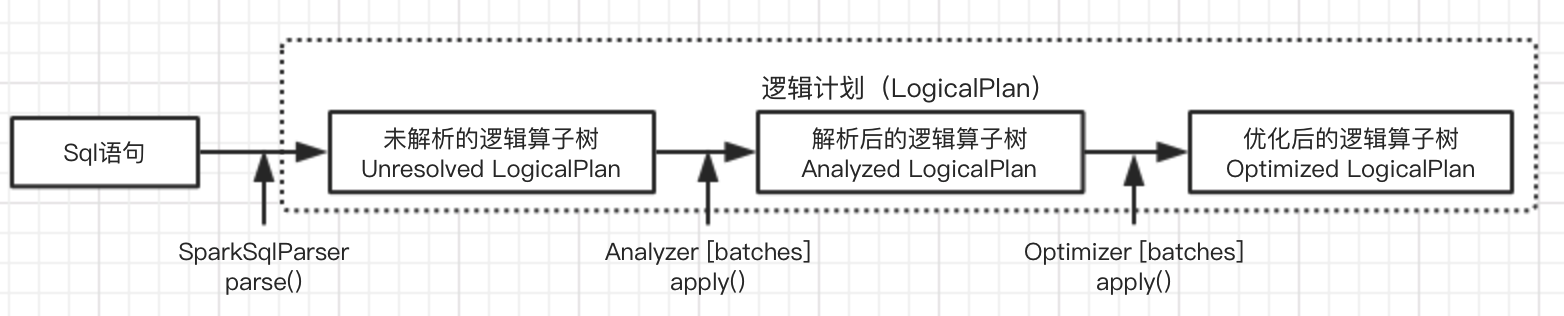 逻辑计划（LogicalPlan）
Sql语句
未解析的逻辑算子树
Unresolved LogicalPlan
解析后的逻辑算子树
Analyzed LogicalPlan
优化后的逻辑算子树
Optimized LogicalPlan
SparkSqlParser
parse()
Analyzer [batches]
apply()
Optimizer [batches]
apply()